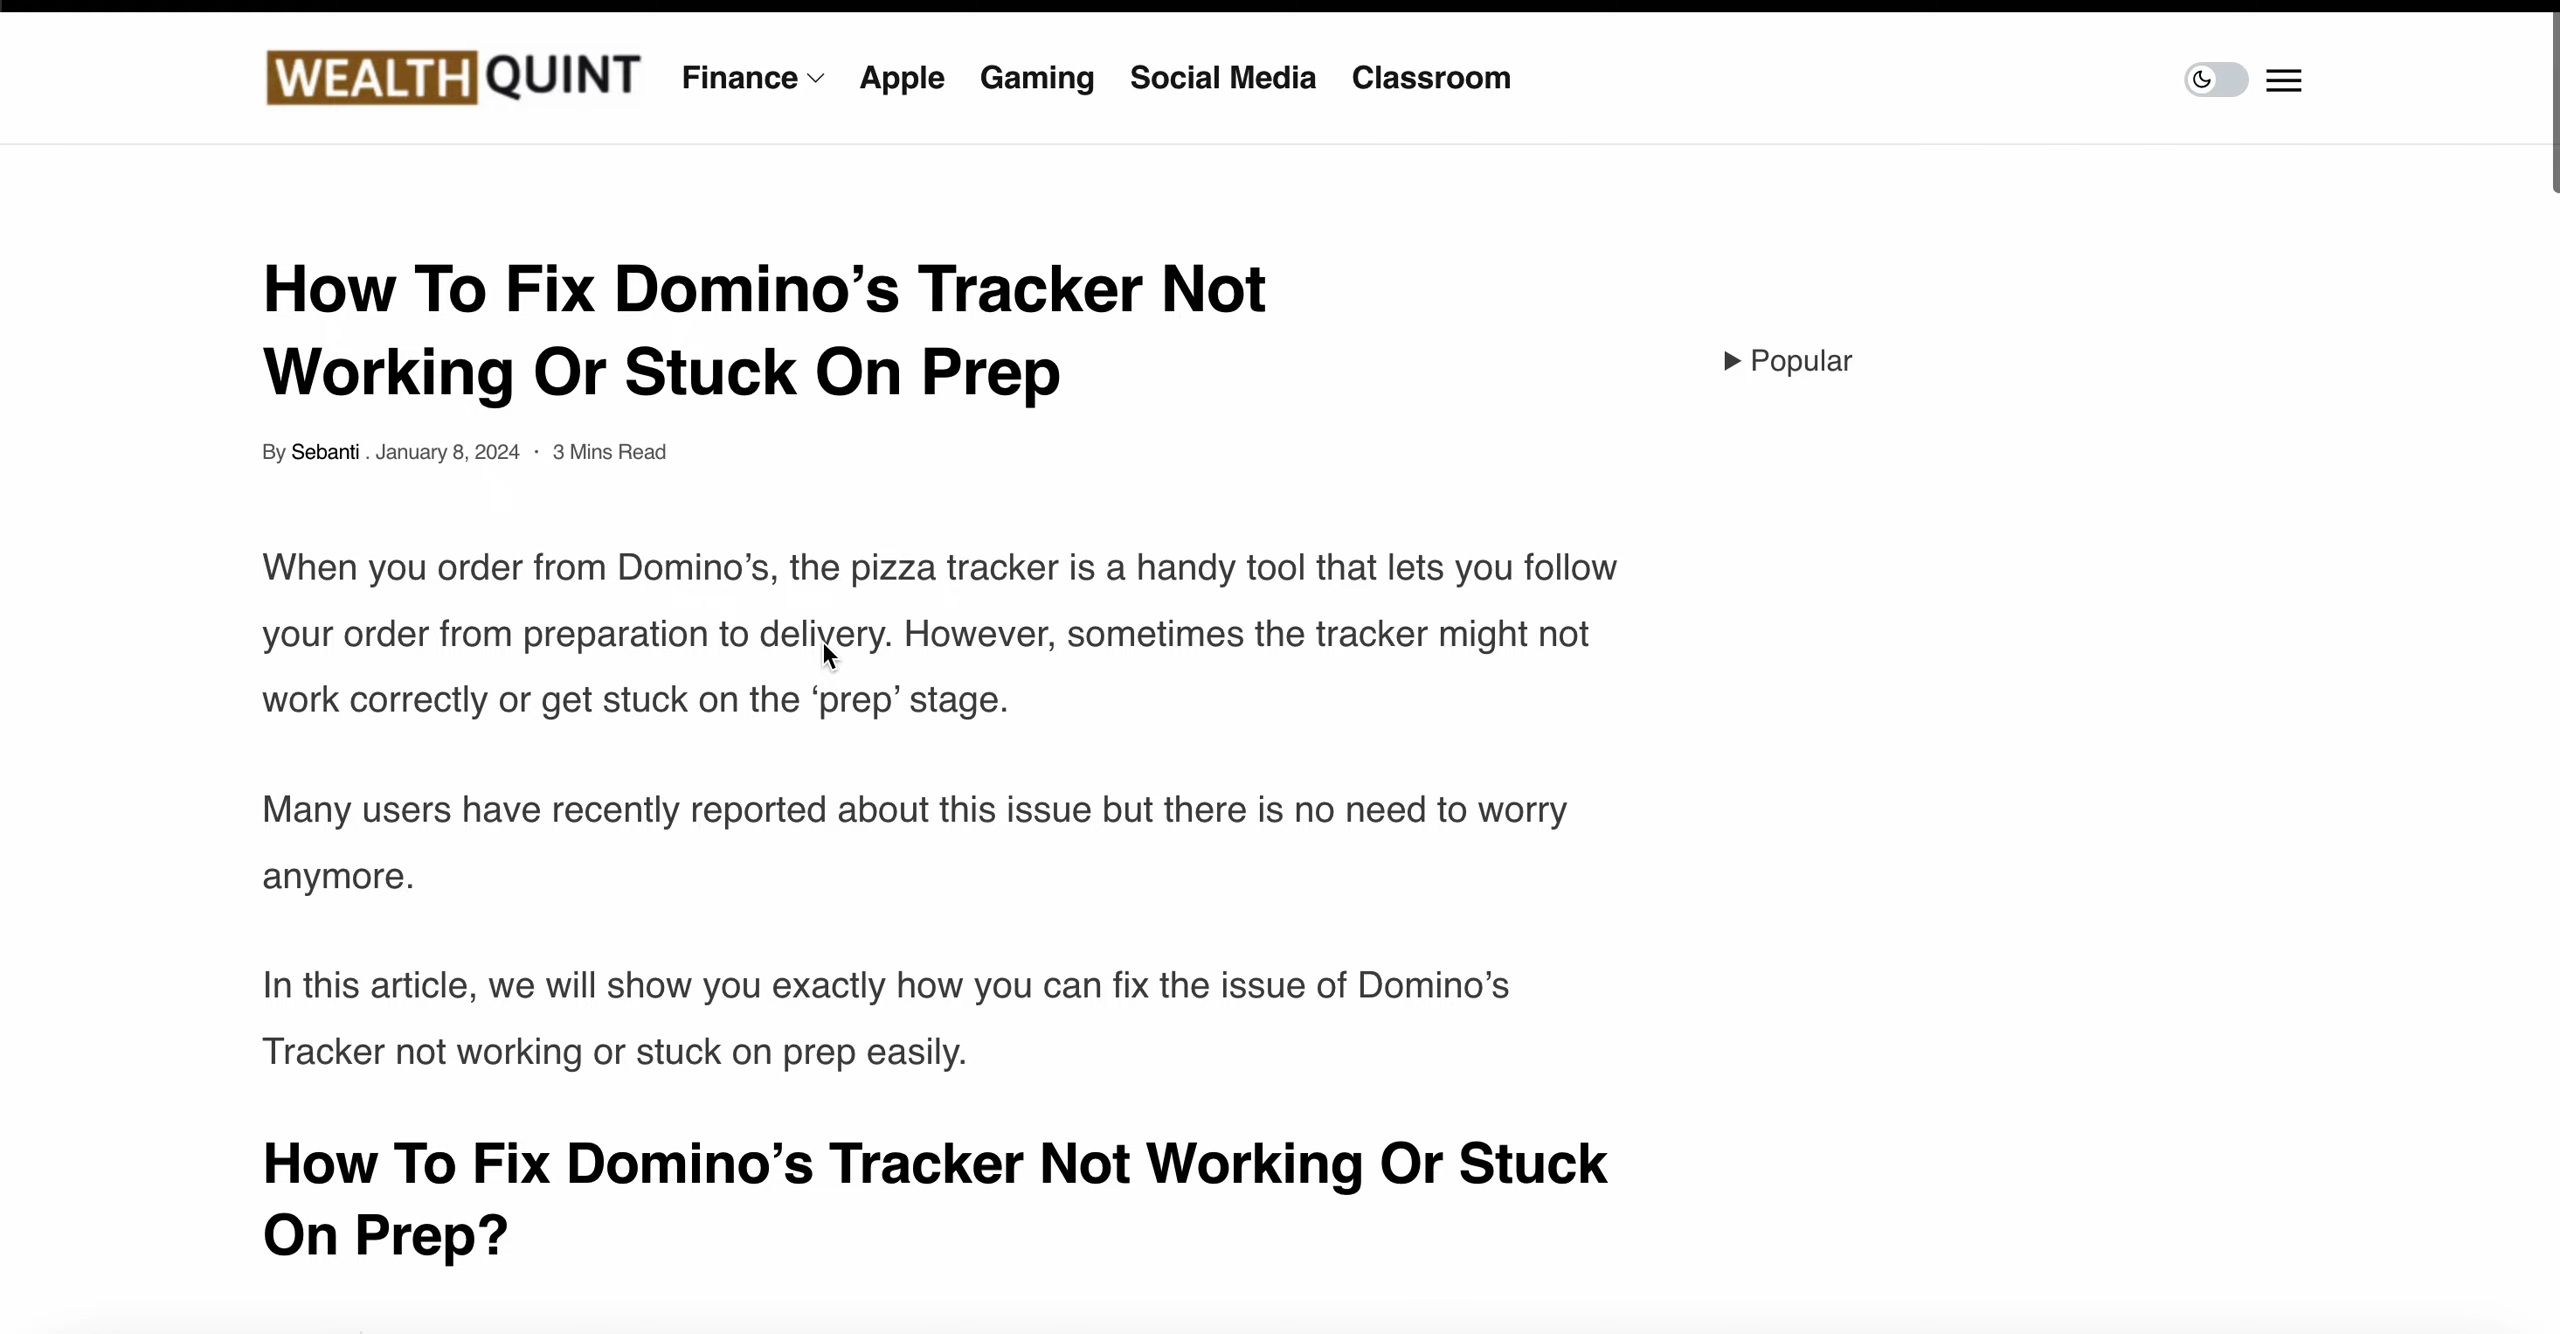 WEALTH QUINT Finance Apple Gaming Social Media Classroom
How To Fix Domino’s Tracker Not
Working Or Stuck On Prep
▶ Popular
By Sebanti . January 8, 2024 · 3 Mins Read
When you order from Domino’s, the pizza tracker is a handy tool that lets you follow
your order from preparation to delivery. However, sometimes the tracker might not
work correctly or get stuck on the ‘prep’ stage.
Many users have recently reported about this issue but there is no need to worry
anymore.
In this article, we will show you exactly how you can fix the issue of Domino’s
Tracker not working or stuck on prep easily.
How To Fix Domino’s Tracker Not Working Or Stuck
On Prep?